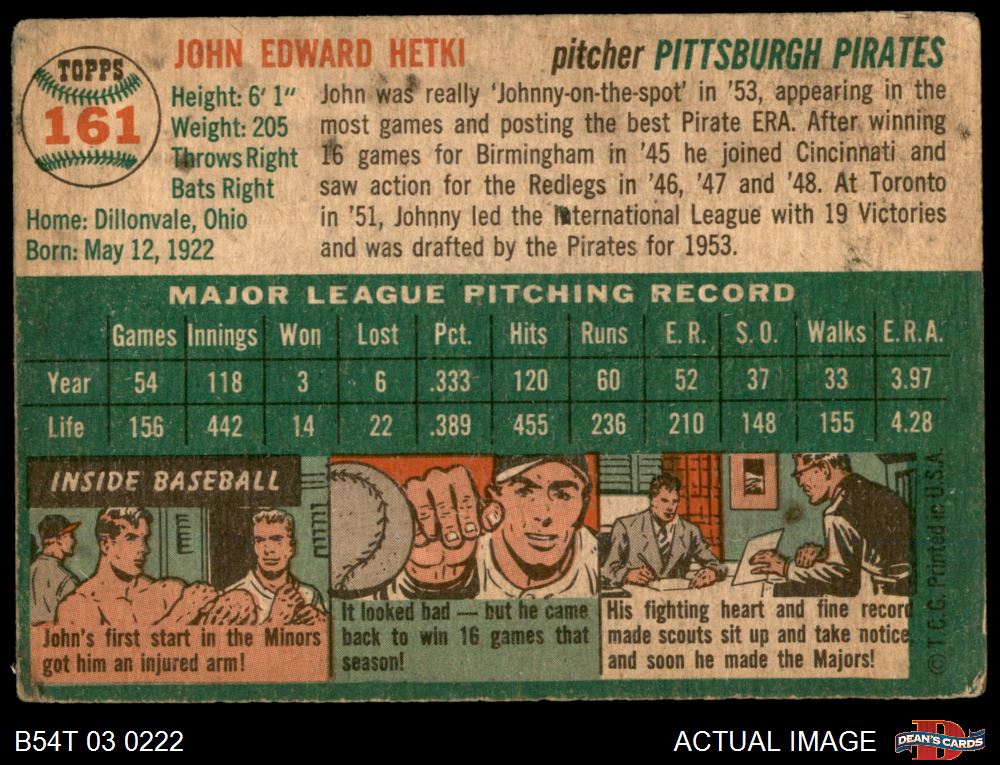 TOPPS
161
JOHN EDWARD HETKI
pitcher PITTSBURGH PIRATES
Height: 6' 1"
Weight: 205
Throws Right
Bats Right
Home: Dillonvale, Ohio
Born: May 12, 1922
John was really 'Johnny-on-the-spot' in '53, appearing in the
most games and posting the best Pirate ERA. After winning
16 games for Birmingham in '45 he joined Cincinnati and
saw action for the Redlegs in '46, '47 and '48. At Toronto
in '51, Johnny led the International League with 19 Victories
and was drafted by the Pirates for 1953.
MAJOR LEAGUE PITCHING RECORD
Games Innings Won Lost Pct. Hits Runs E. R. S. O. Walks E.R.A.
Year 54 118 3 6 .333 120 60 52 37 33 3.97
Life 156 442 14 22 .389 455 236 210 148 155 4.28
INSIDE BASEBALL
John's first start in the Minors
got him an injured arm!
It looked bad — but he came
back to win 16 games that
season!
His fighting heart and fine record
made scouts sit up and take notice,
and soon he made the Majors!
© T.C.G. Printed in U.S.A.
B54T 03 0222
ACTUAL IMAGE
DEAN'S CARDS